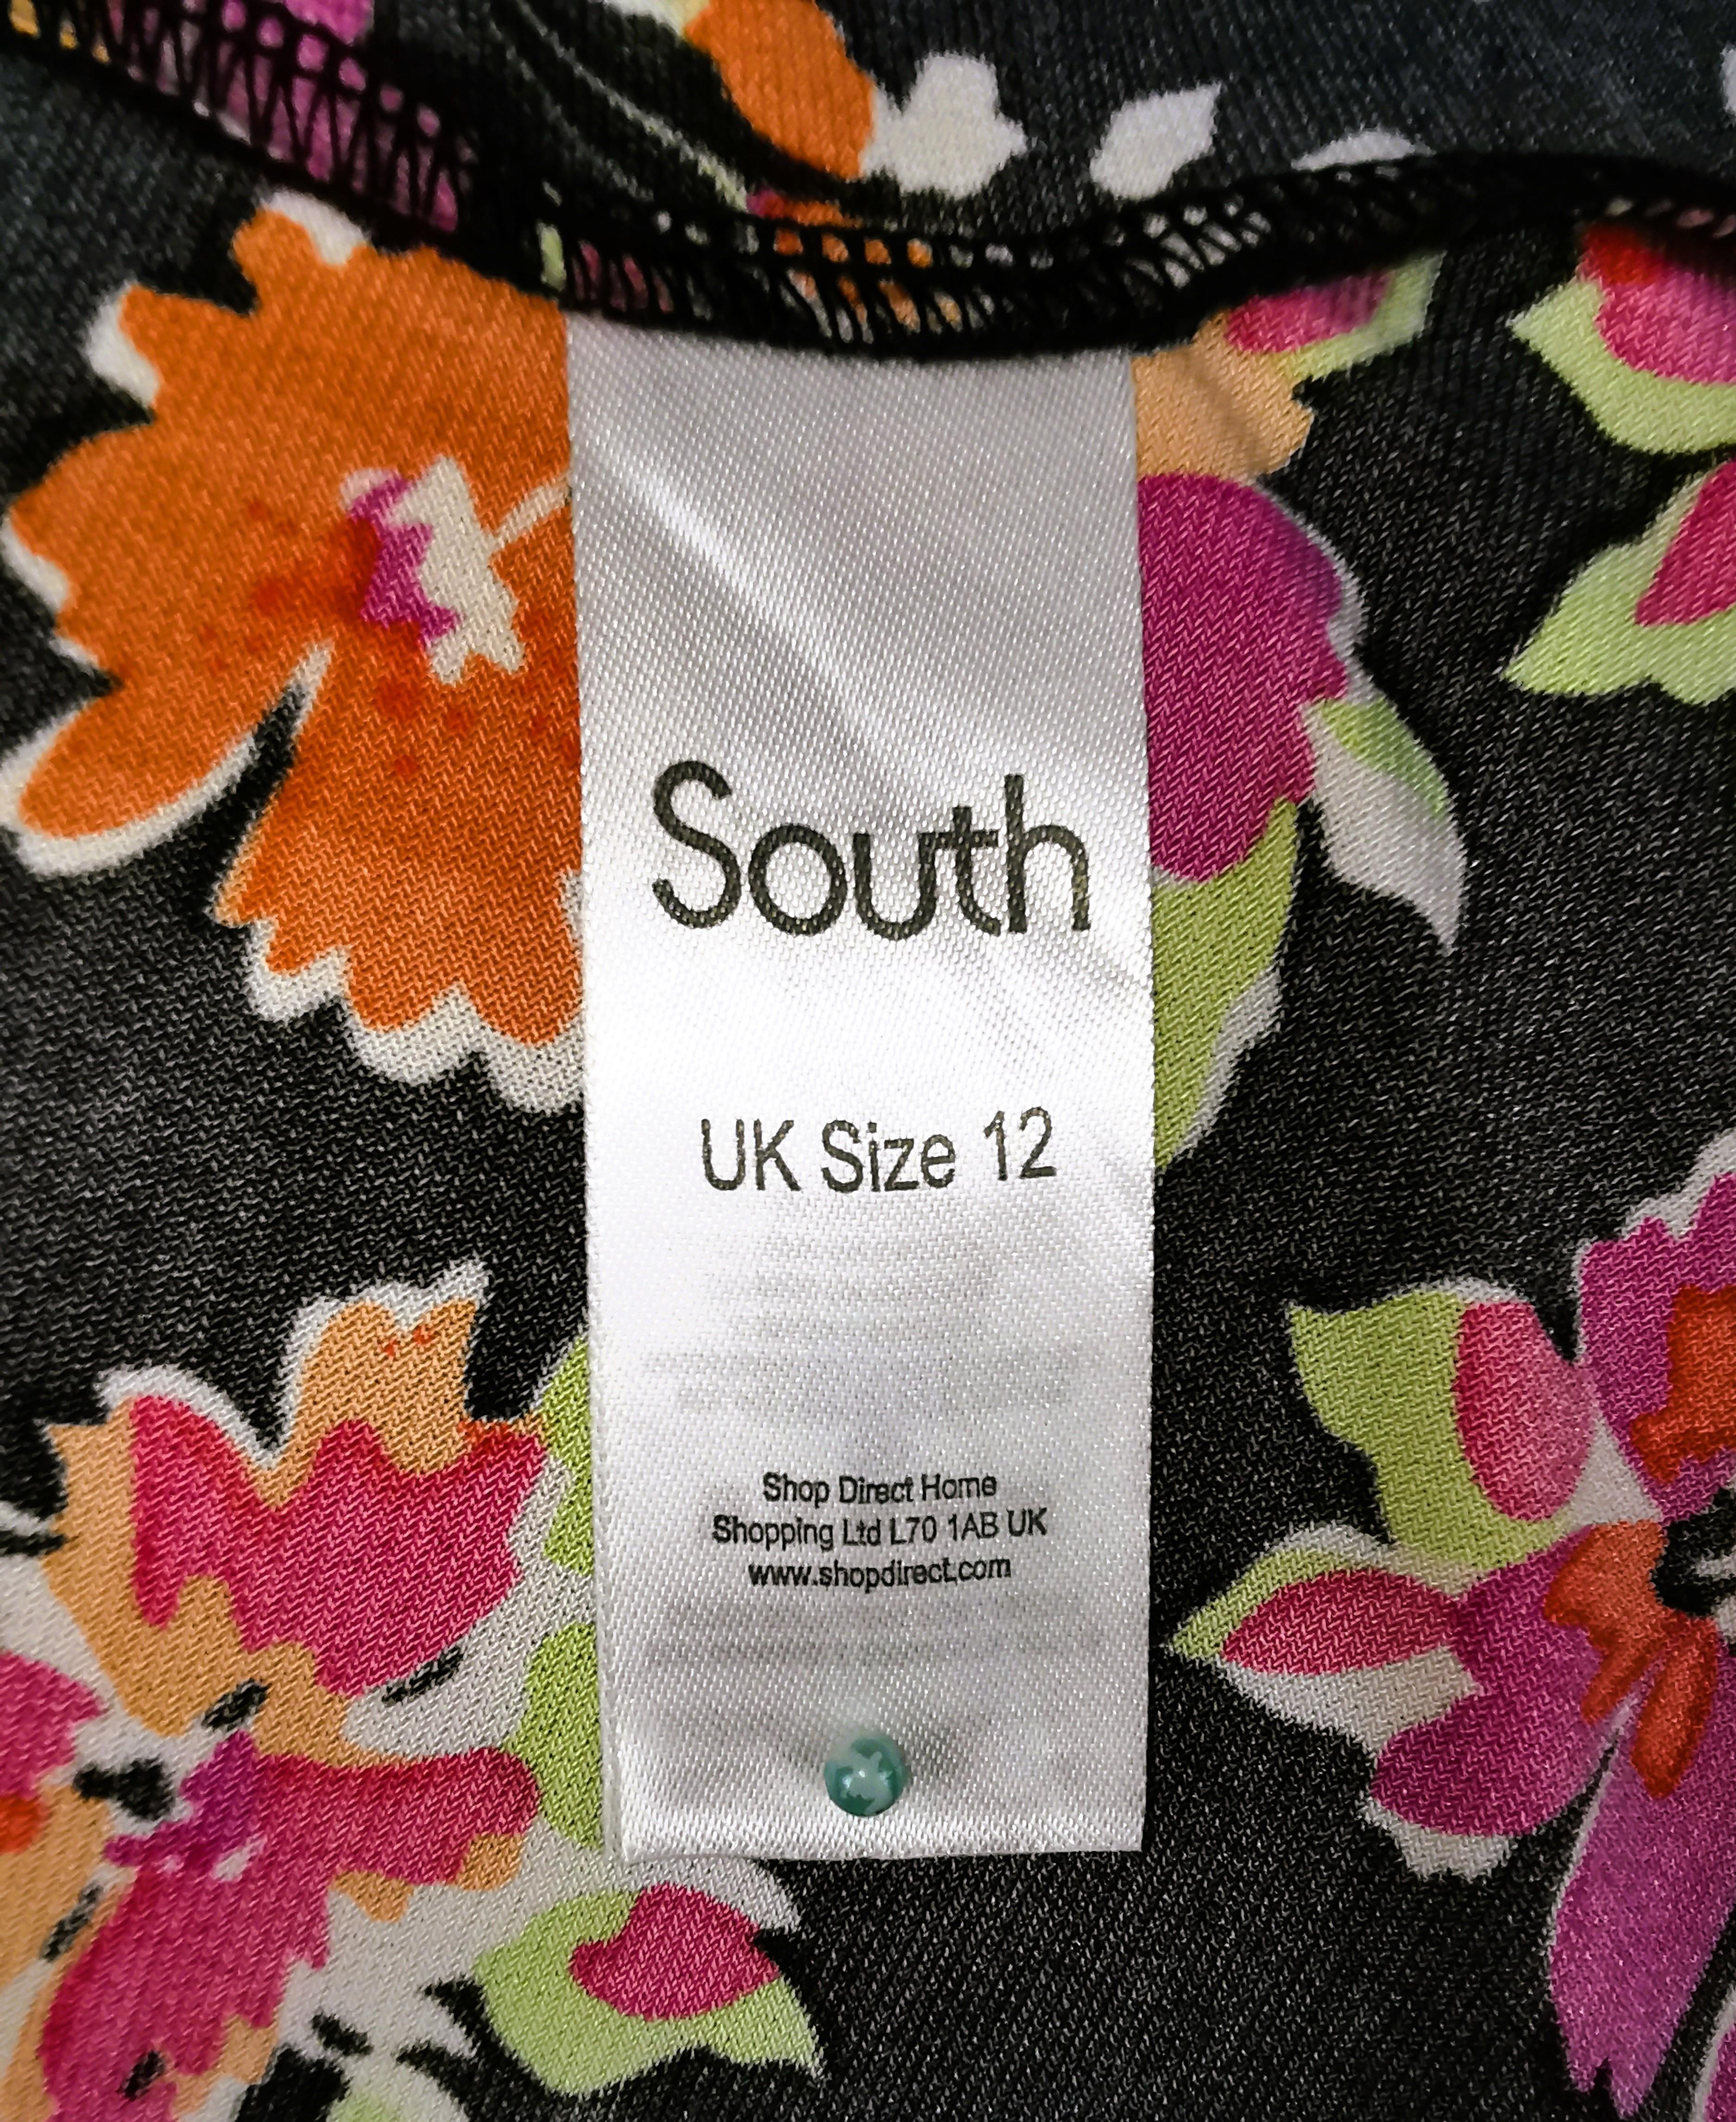 South
UK Size 12
Shop Direct Home
Shopping Ltd L70 1AB UK
www.shopdirect.com